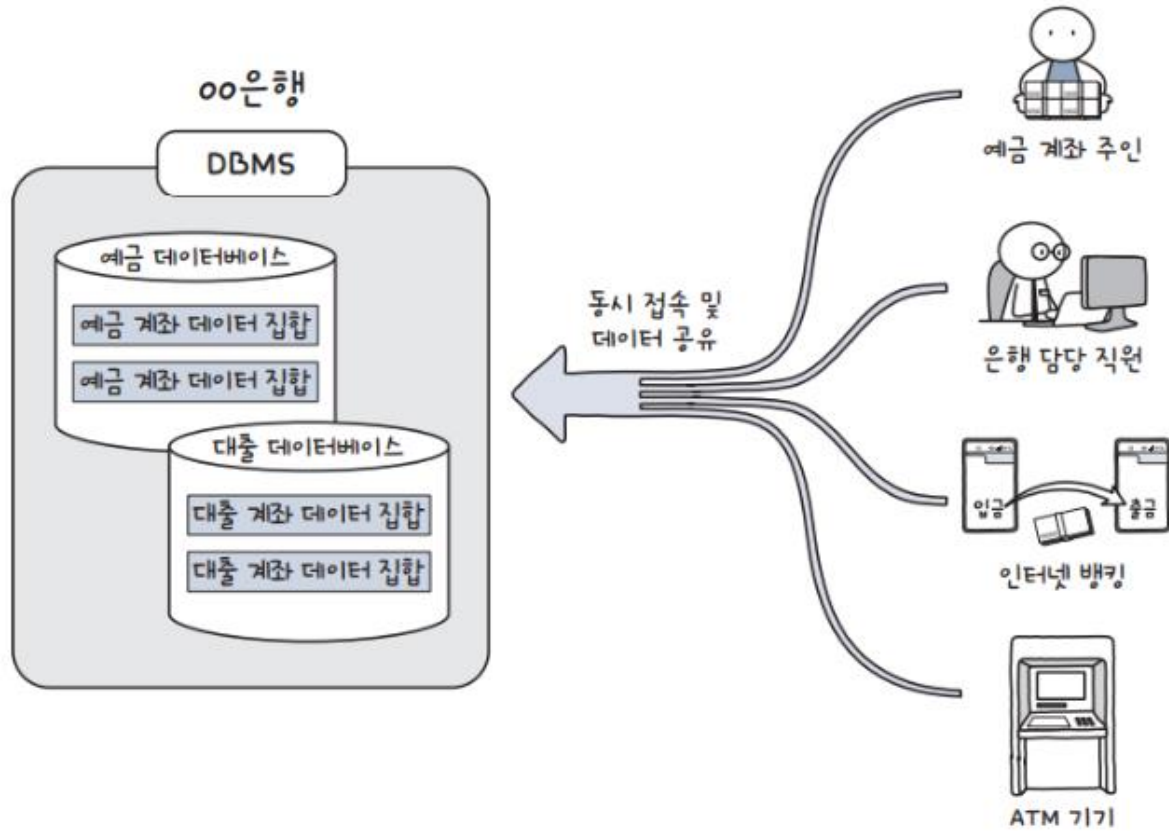 oo은행
DBMS
예금 데이터베이스
예금 계좌 데이터 집합
예금 계좌 데이터 집합
대출 데이터베이스
대출 계좌 데이터 집합
대출 계좌 데이터 집합
동시 접속 및
데이터 공유
예금 계좌 주인
은행 담당 직원
입금
출금
인터넷 뱅킹
ATM 기기